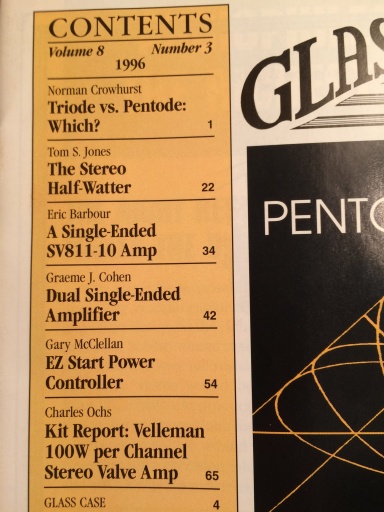 CONTENTS
Volume 8 Number 3
1996
Norman Crowhurst
Triode vs. Pentode:
Which? 1
Tom S. Jones
The Stereo
Half-Watter 22
Eric Barbour
A Single-Ended
SV811-10 Amp 34
Graeme J. Cohen
Dual Single-Ended
Amplifier 42
Gary McClellan
EZ Start Power
Controller 54
Charles Ochs
Kit Report: Velleman
100W per Channel
Stereo Valve Amp 65
GLASS CASE 4
GLAS
PENTO